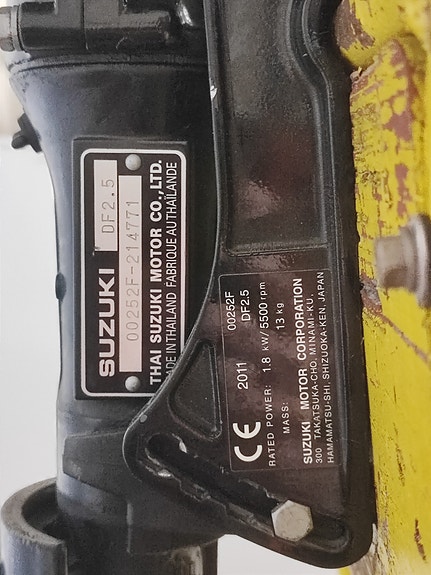 SUZUKI DF2.5
00252F-214771
THAI SUZUKI MOTOR CO.,LTD.
ADE IN THAILAND FABRIQUE AU THAILANDE
CE 2011 00252F
DF2.5
RATED POWER: 1.8 kW/5500 rpm
MASS: 13 kg
SUZUKI MOTOR CORPORATION
300 TAKATSUKA-CHO, MINAMI-KU,
HAMAMATSU-SHI, SHIZUOKA-KEN, JAPAN